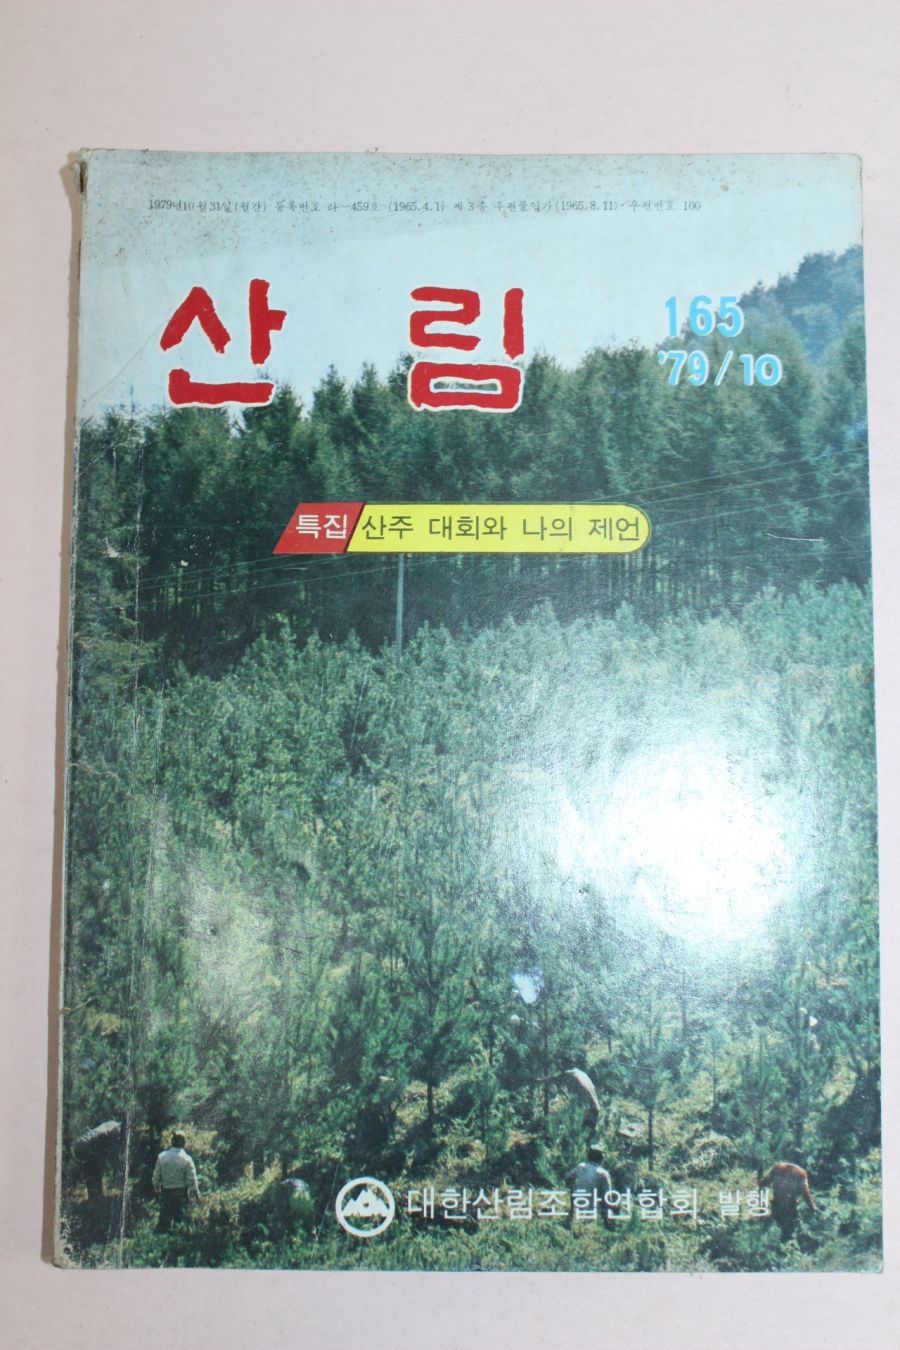 1979년10월31일(월간) 등록번호 라-459호 (1965.4.1) 제3종 우편물인가(1965.8.11)·우편번호 100
산 림
165
'79/10
특집 산주 대회와 나의 제언
대한산림조합연합회 발행